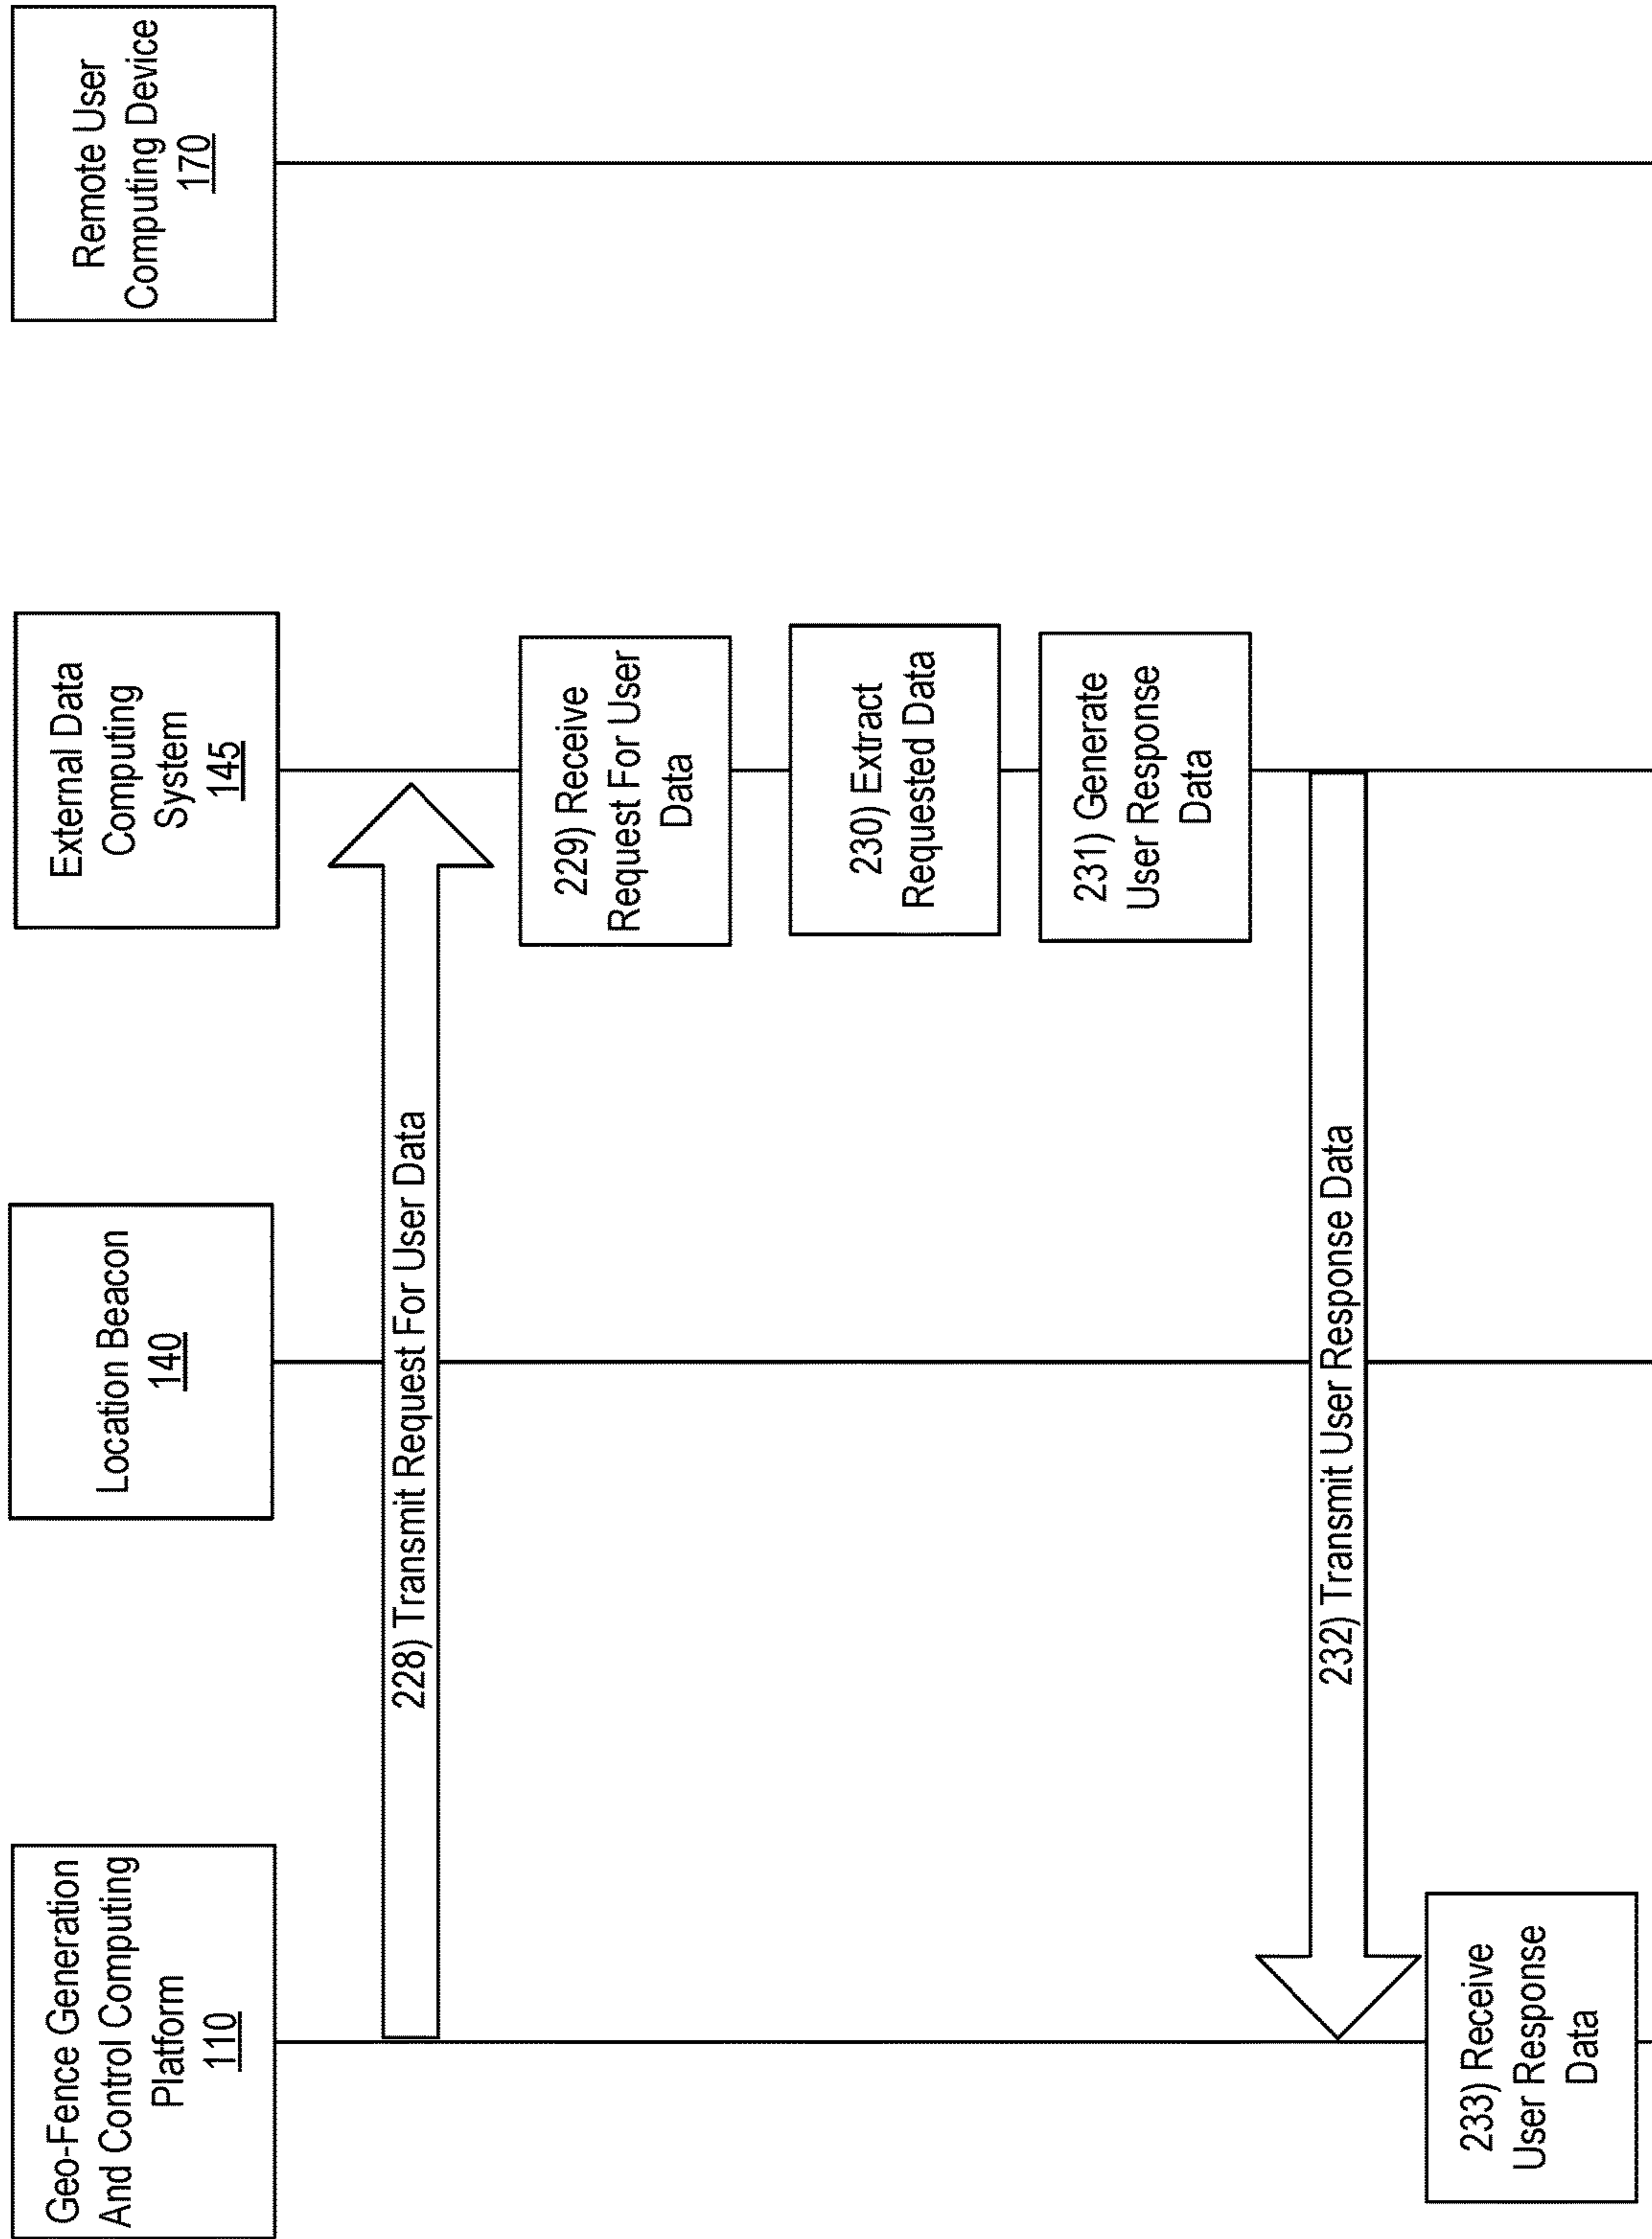 Geo-Fence Generation
And Control Computing
Platform
110
Location Beacon
140
External Data
Computing
System
145
Remote User
Computing Device
170
228) Transmit Request For User Data
229) Receive
Request For User
Data
230) Extract
Requested Data
231) Generate
User Response
Data
232) Transmit User Response Data
233) Receive
User Response
Data